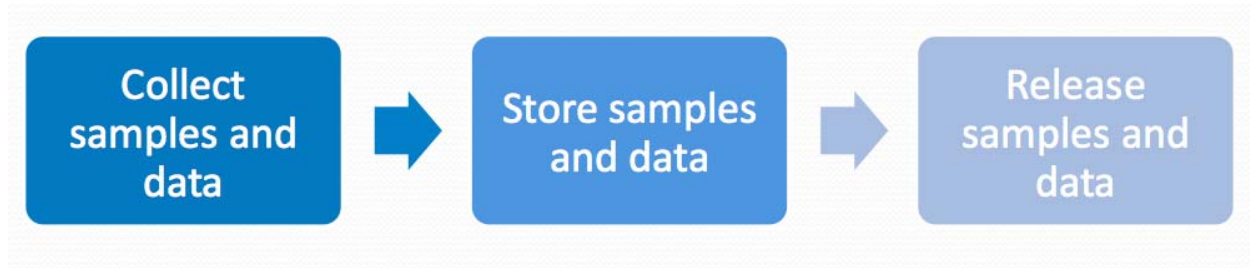 Collect
samples and
data
Store samples
and data
Release
samples and
data